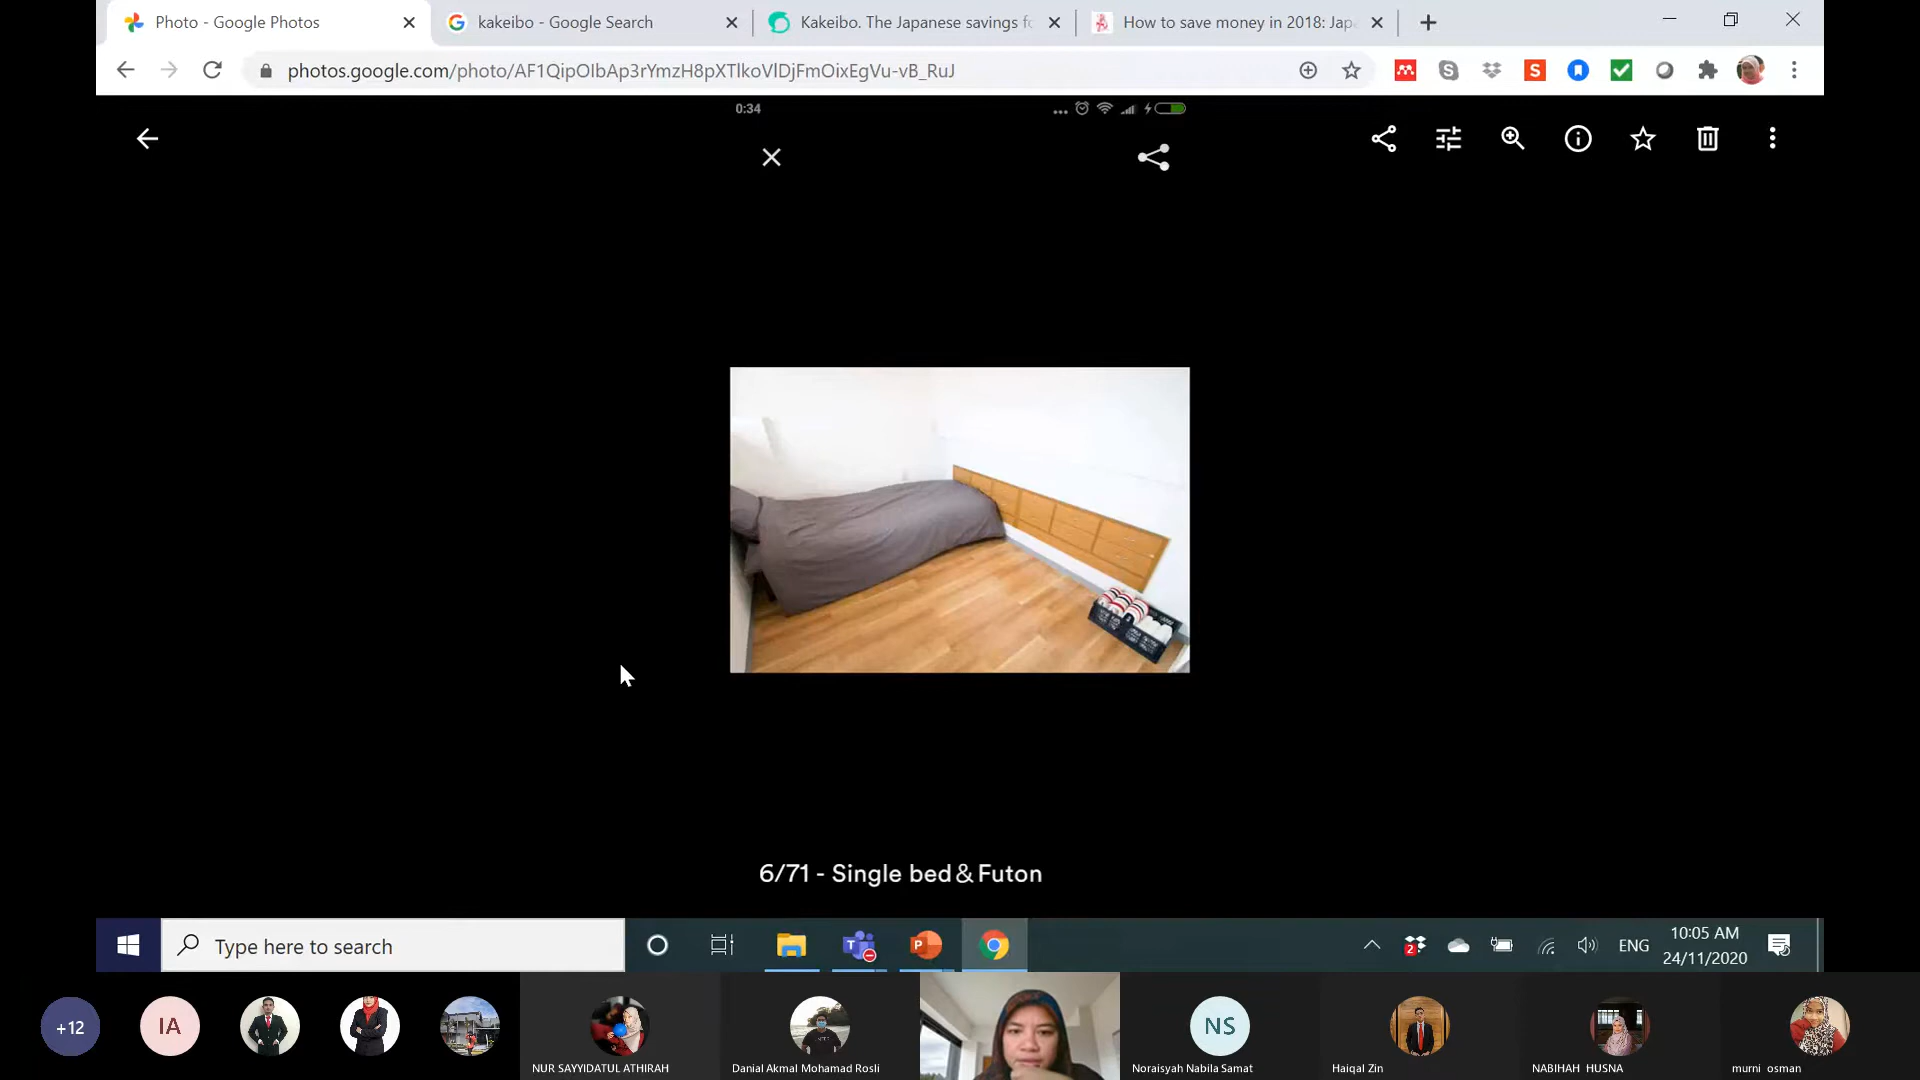 Photo - Google Photos
kakeibo - Google Search
Kakeibo. The Japanese savings fo
How to save money in 2018: Japa
photos.google.com/photo/AF1QipOlbAp3rYmzH8pXTlkoVlDjFmOixEgVu-vB_RuJ
0:34
6/71 - Single bed & Futon
Type here to search
2
ENG
10:05 AM
24/11/2020
+12
IA
NS
NUR SAYYIDATUL ATHIRAH
Danial Akmal Mohamad Rosli
Noraisyah Nabila Samat
Haiqal Zin
NABIHAH HUSNA
murni osman